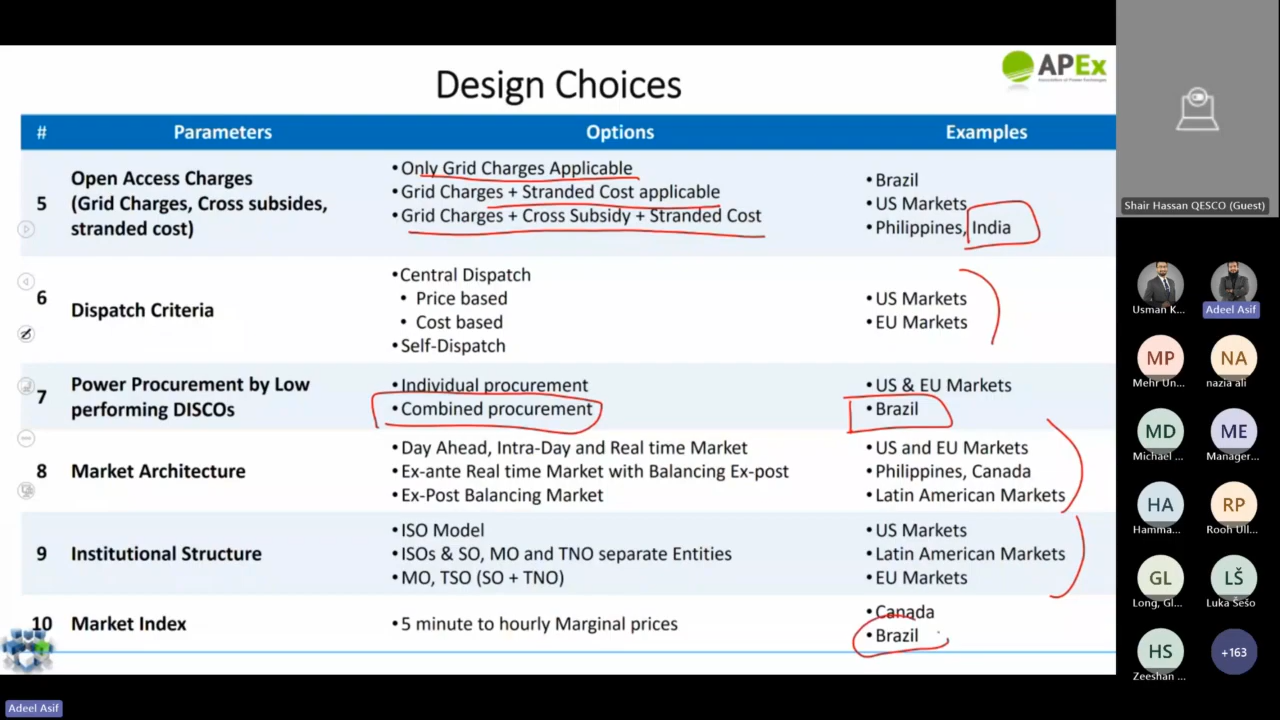 Design Choices
APEx
# Parameters Options Examples
5
Open Access Charges
(Grid Charges, Cross subsides,
stranded cost)
•Only Grid Charges Applicable
•Grid Charges + Stranded Cost applicable
•Grid Charges + Cross Subsidy + Stranded Cost
•Brazil
•US Markets
•Philippines, India
6
Dispatch Criteria
•Central Dispatch
• Price based
• Cost based
•Self-Dispatch
•US Markets
•EU Markets
7
Power Procurement by Low
performing DISCOs
•Individual procurement
•Combined procurement
•US & EU Markets
•Brazil
8
Market Architecture
•Day Ahead, Intra-Day and Real time Market
•Ex-ante Real time Market with Balancing Ex-post
•Ex-Post Balancing Market
•US and EU Markets
•Philippines, Canada
•Latin American Markets
9
Institutional Structure
•ISO Model
•ISOs & SO, MO and TNO separate Entities
•MO, TSO (SO + TNO)
•US Markets
•Latin American Markets
•EU Markets
10
Market Index
•5 minute to hourly Marginal prices
•Canada
•Brazil
Shair Hassan QESCO (Guest)
Usman K... Adeel Asif
MP NA
Mehr Un... nazia ali
MD ME
Michael ... Manager...
HA RP
Hamma... Rooh Ull...
GL LŠ
Long, Gl... Luka Šešo
HS +163
Zeeshan ...
Adeel Asif